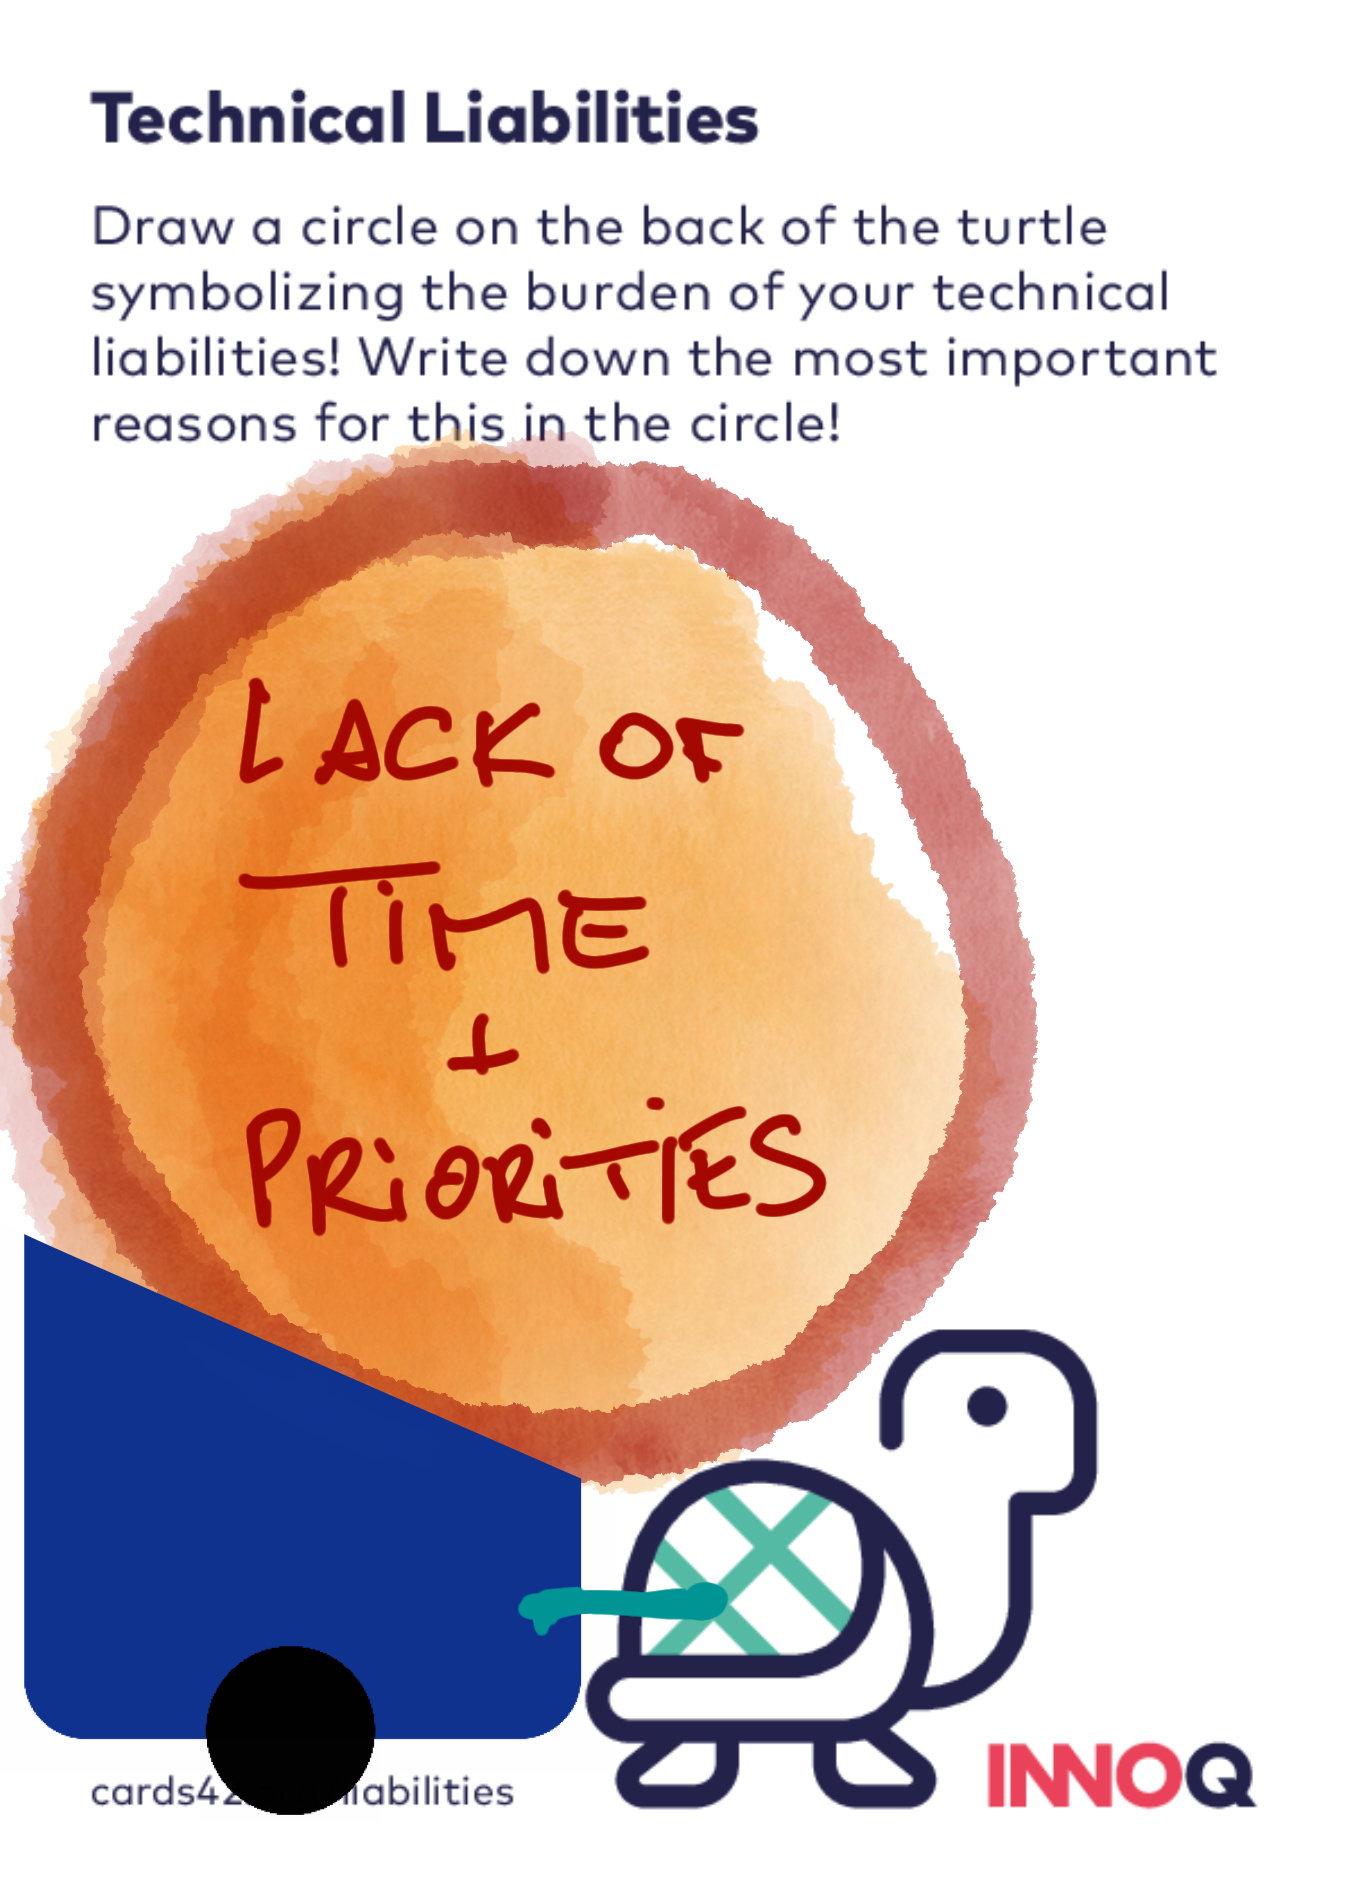 Technical Liabilities
Draw a circle on the back of the turtle
symbolizing the burden of your technical
liabilities! Write down the most important
reasons for this in the circle!
LACK OF
TiME
+
PRiORiTiES
INNOQ